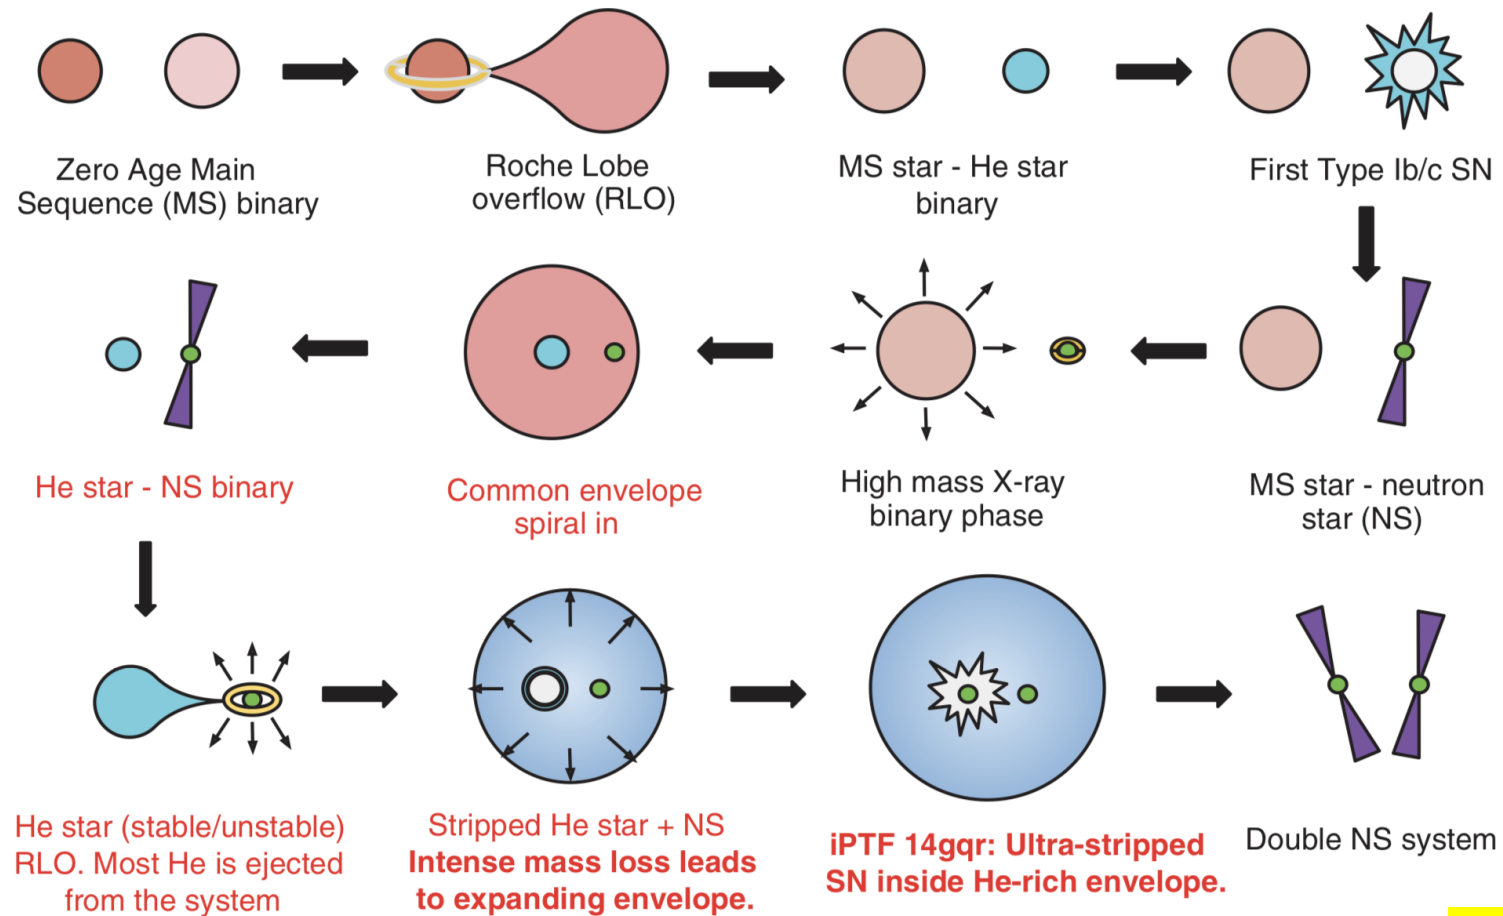 Zero Age Main
Sequence (MS) binary
Roche Lobe
overflow (RLO)
MS star - He star
binary
First Type Ib/c SN
He star - NS binary
Common envelope
spiral in
High mass X-ray
binary phase
MS star - neutron
star (NS)
He star (stable/unstable)
RLO. Most He is ejected
from the system
Stripped He star + NS
Intense mass loss leads
to expanding envelope.
iPTF 14gqr: Ultra-stripped
SN inside He-rich envelope.
Double NS system